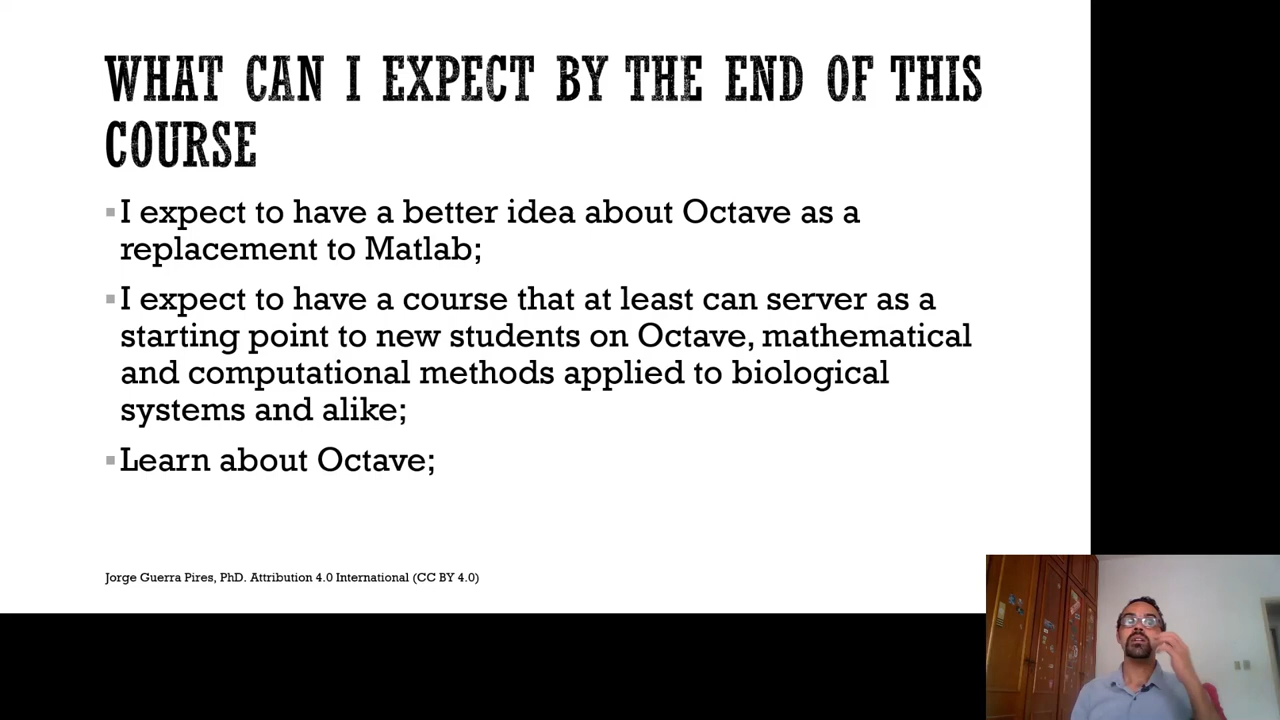 WHAT CAN I EXPECT BY THE END OF THIS
COURSE
I expect to have a better idea about Octave as a
replacement to Matlab;
I expect to have a course that at least can server as a
starting point to new students on Octave, mathematical
and computational methods applied to biological
systems and alike;
Learn about Octave;
Jorge Guerra Pires, PhD. Attribution 4.0 International (CC BY 4.0)